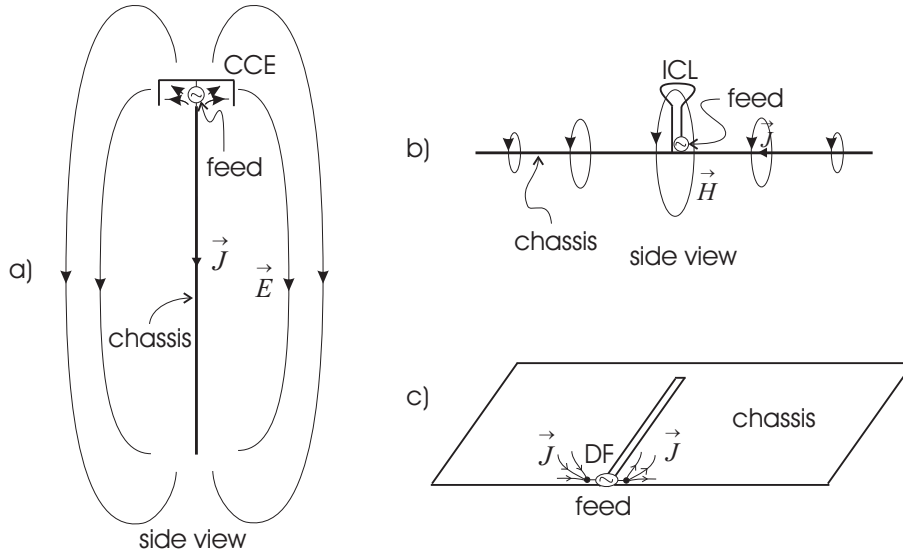 a)
CCE
feed
J
E
chassis
side view
b)
ICL
feed
J
H
chassis
side view
c)
chassis
J
DF
J
feed